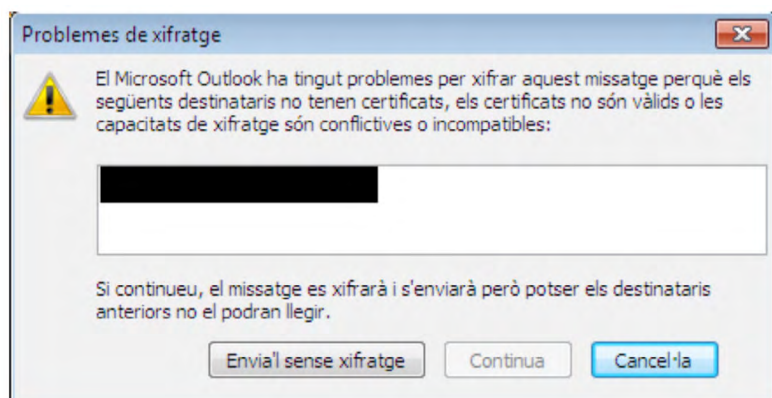 Problemes de xifratge
El Microsoft Outlook ha tingut problemes per xifrar aquest missatge perquè els
següents destinataris no tenen certificats, els certificats no són vàlids o les
capacitats de xifratge són conflictives o incompatibles:
Si continueu, el missatge es xifrarà i s'enviarà però potser els destinataris
anteriors no el podran llegir.
Envia'l sense xifratge Continua Cancel·la